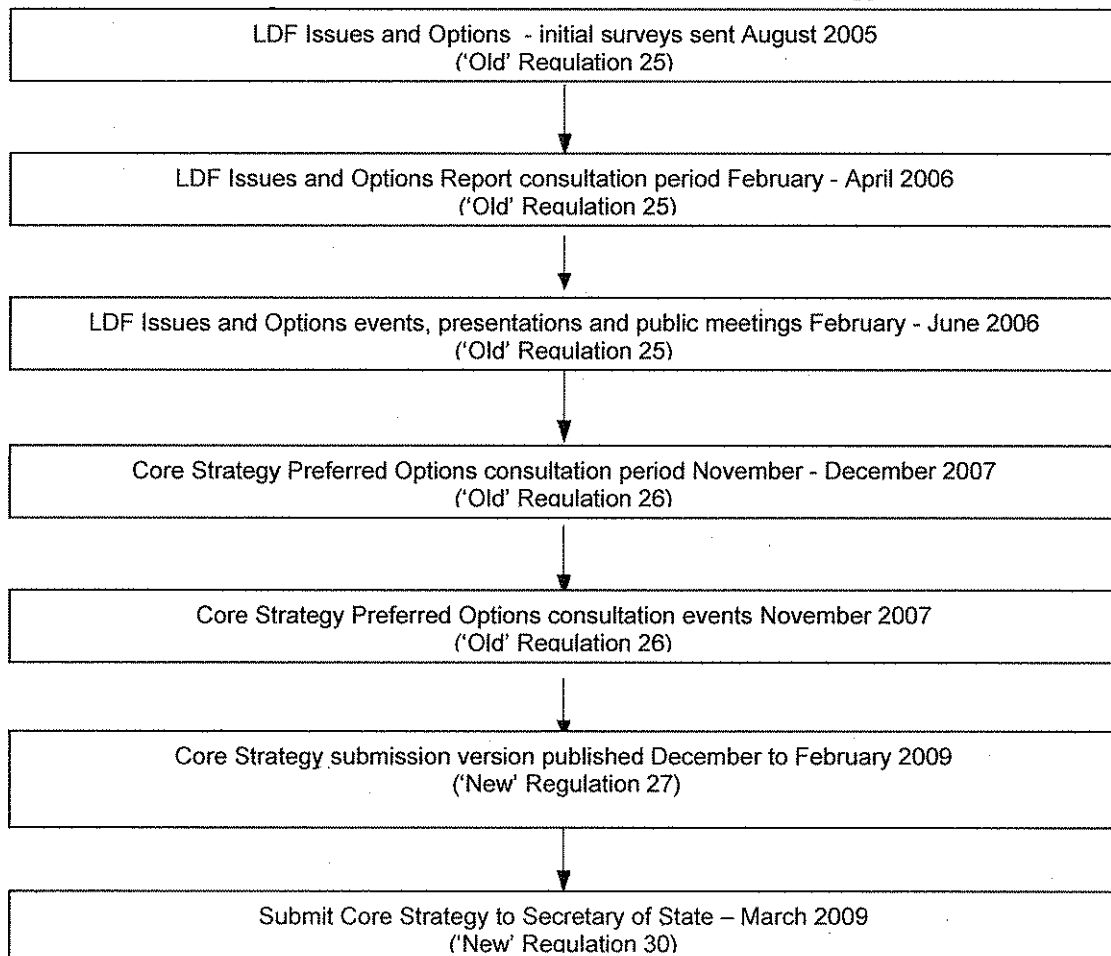 LDF Issues and Options - initial surveys sent August 2005
('Old' Regulation 25)
LDF Issues and Options Report consultation period February - April 2006
('Old' Regulation 25)
LDF Issues and Options events, presentations and public meetings February - June 2006
('Old' Regulation 25)
Core Strategy Preferred Options consultation period November - December 2007
('Old' Regulation 26)
Core Strategy Preferred Options consultation events November 2007
('Old' Regulation 26)
Core Strategy submission version published December to February 2009
('New' Regulation 27)
Submit Core Strategy to Secretary of State – March 2009
('New' Regulation 30)